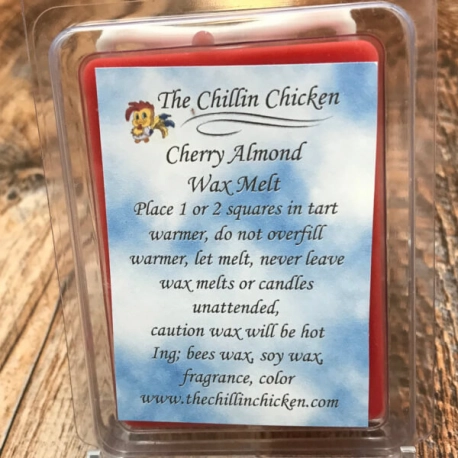 The Chillin Chicken
Cherry Almond
Wax Melt
Place 1 or 2 squares in tart
warmer, do not overfill
warmer, let melt, never leave
wax melts or candles
unattended,
caution wax will be hot
Ing; bees wax, soy wax,
fragrance, color
www.thechillinchicken.com